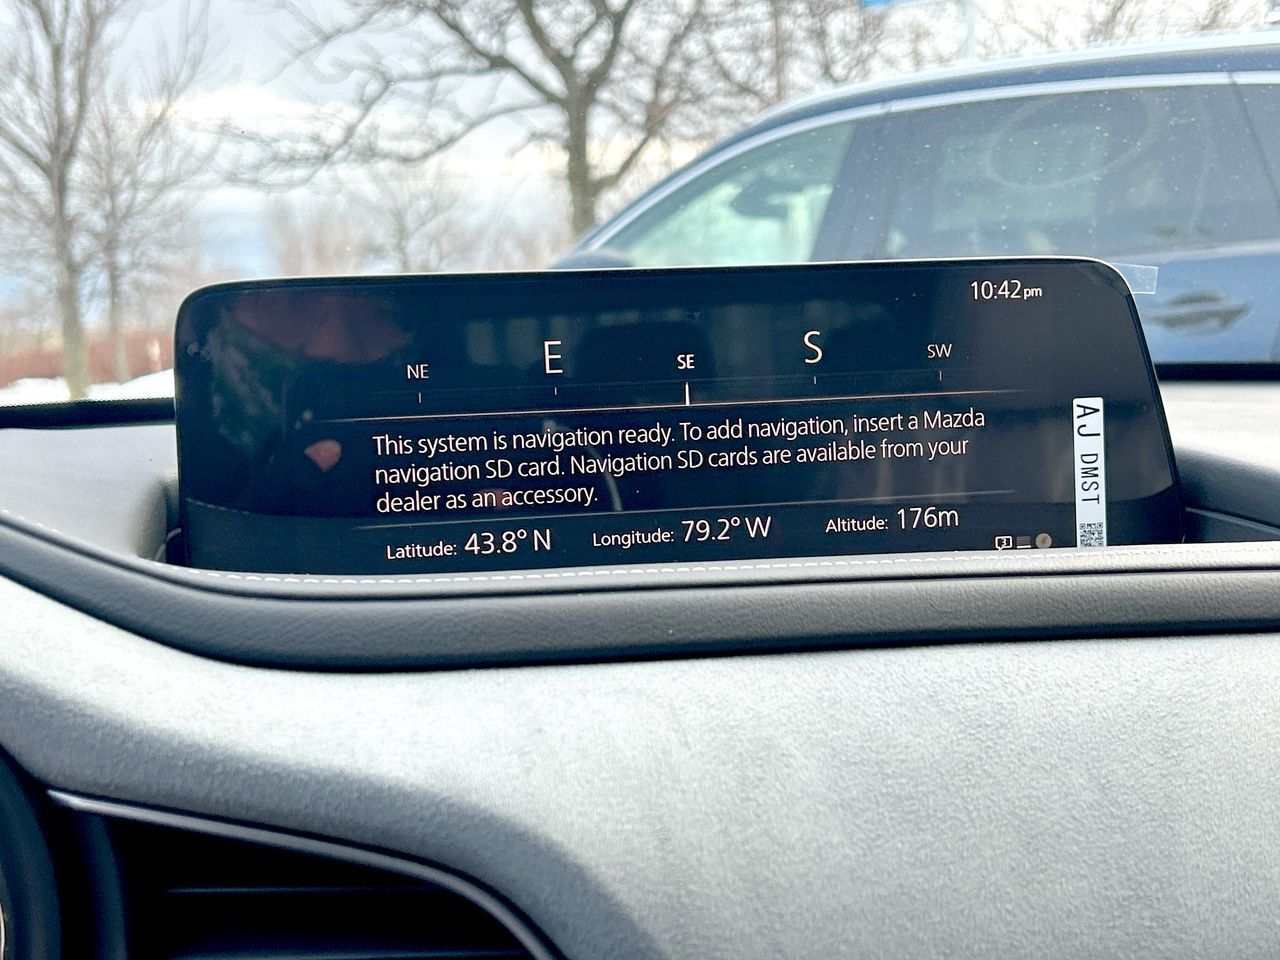 10:42pm
NE E SE S SW
This system is navigation ready. To add navigation, insert a Mazda
navigation SD card. Navigation SD cards are available from your
dealer as an accessory.
Latitude: 43.8° N Longitude: 79.2° W Altitude: 176m
3
AJ DMST